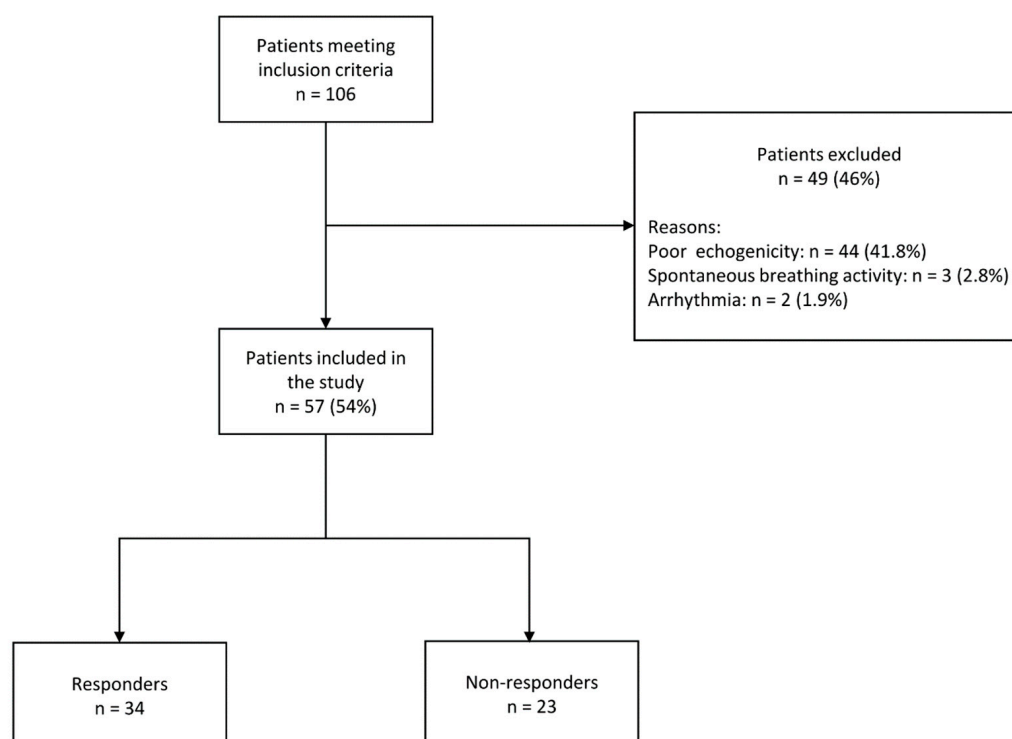 Patients meeting
inclusion criteria
n = 106
Patients excluded
n = 49 (46%)
Reasons:
Poor echogenicity: n = 44 (41.8%)
Spontaneous breathing activity: n = 3 (2.8%)
Arrhythmia: n = 2 (1.9%)
Patients included in
the study
n = 57 (54%)
Responders
n = 34
Non-responders
n = 23